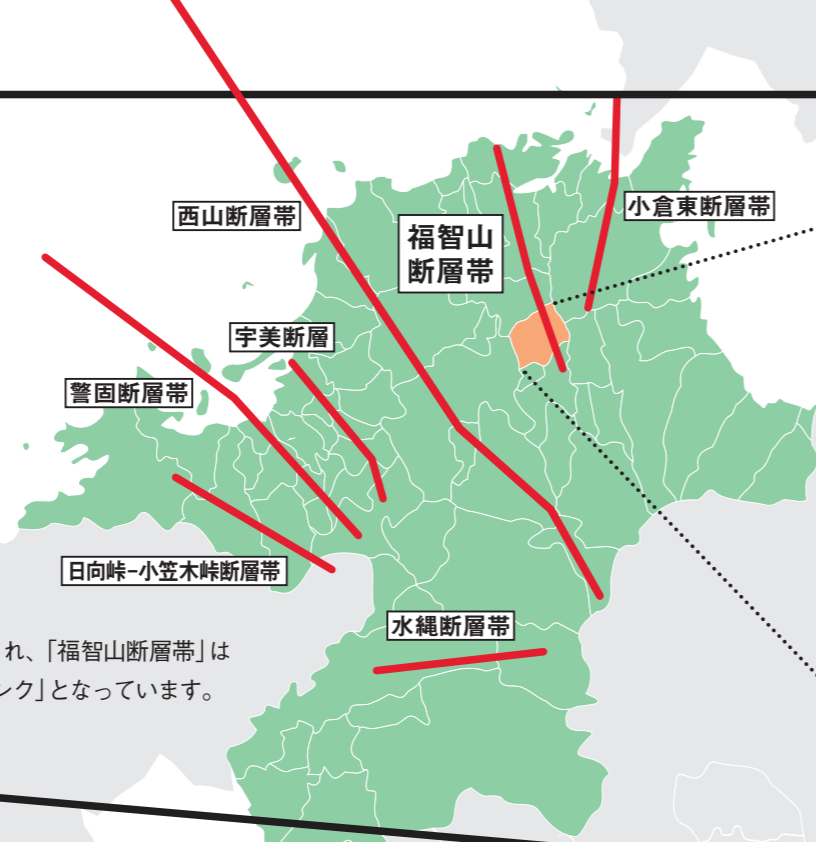 西山断層帯
福智山
断層帯
小倉東断層帯
宇美断層
警固断層帯
日向峠−小笠木峠断層帯
水縄断層帯
れ、「福智山断層帯」は
ンク」となっています。